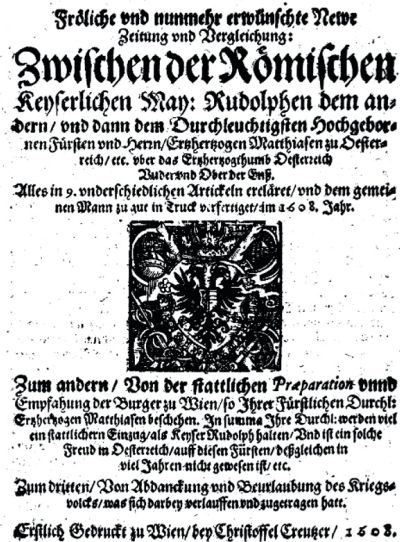 Fröliche vnd nunmehr erwünschte Newe
Zeitung vnd Vergleichung:
Zwischen der Römischen
Keyserlichen May: Rudolphen dem an-
dern/ vnd dann dem Durchleuchtigsten Hochgebor-
nen Fürsten vnd Herrn/ Ertzhertzogen Matthiasen zu Oester-
reich/ etc. vber das Ertzhertzogthumb Oesterreich
Vnder vnd Ober der Enß.
Alles in 9. vnderschiedlichen Artickeln erkläret/ vnd dem gemei-
nen Mann zu gut in Truck verfertiget/ im 1608. Jahr.
Zum andern/ Von der stattlichen Præparation vnnd
Empfahung der Burger zu Wien/ so Ihrer Fürstlichen Durchl:
Ertzhertzogen Matthiasen beschehen. In summa Ihre Durchl: werden viel
ein stattlichern Einzug/ als Keyser Rudolph halten/ Vnd ist ein solche
Freud in Oesterreich/ auff diesen Fürsten/ deßgleichen in
viel Jahren nicht gewesen ist/ etc.
Zum dritten/ Von Abdanckung vnd Beurlaubung des Kriegs-
volcks/ was sich darbey verlauffen vnd zugetragen hatt.
Erstlich Gedruckt zu Wien/ bey Christoffel Creutzer/ 1608.